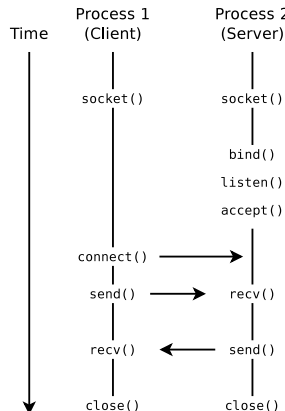 Time
Process 1
(Client)
Process 2
(Server)
socket()
socket()
bind()
listen()
accept()
connect()
send()
recv()
recv()
send()
close()
close()